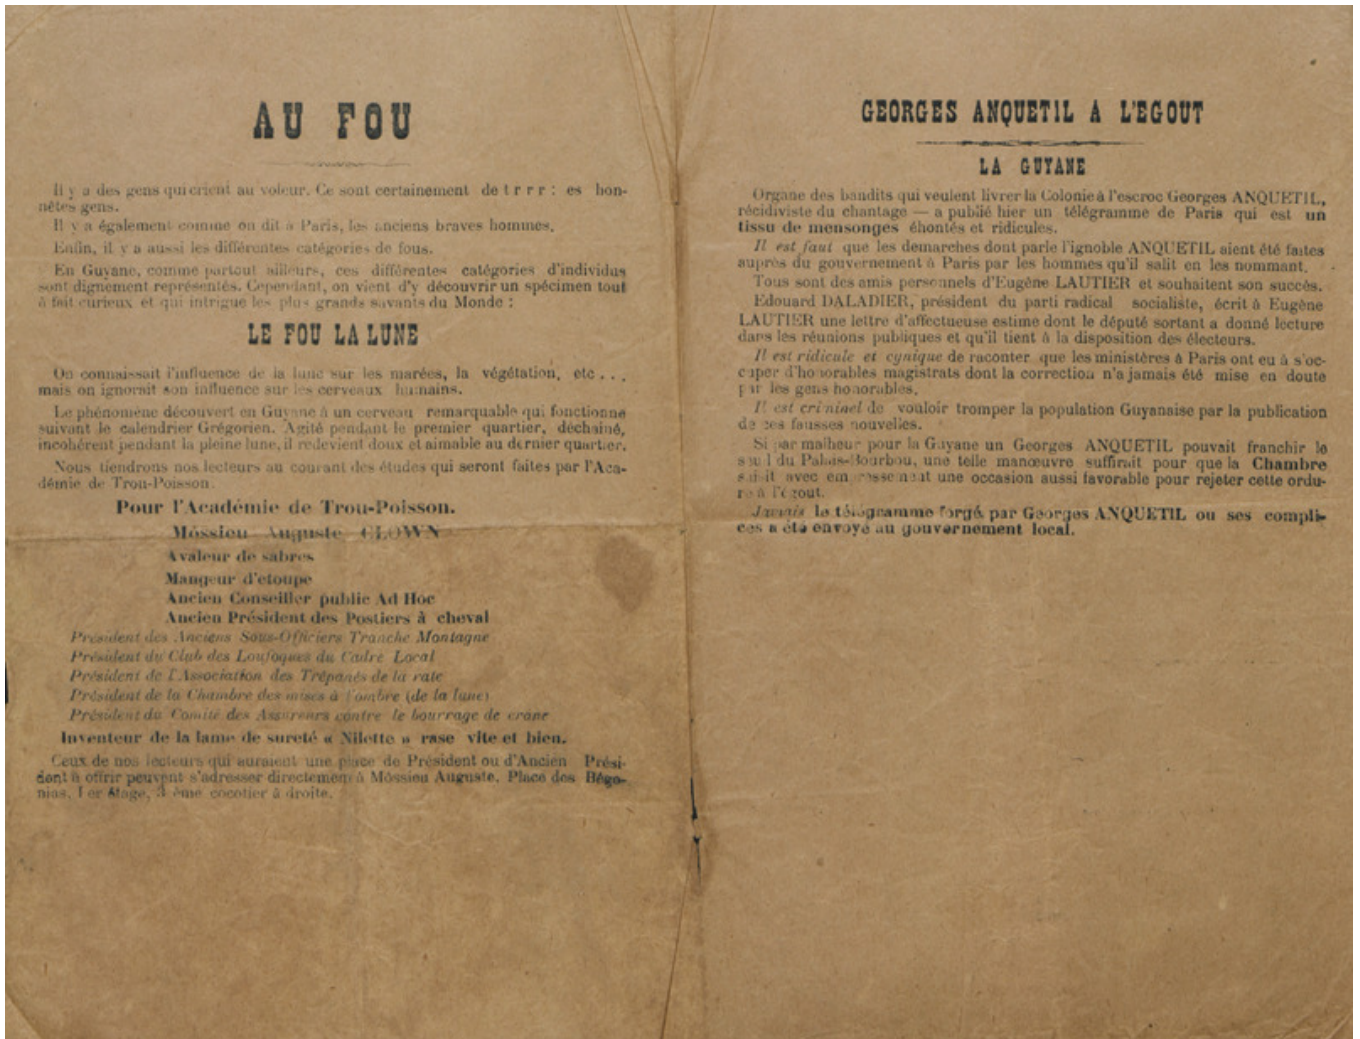 AU FOU
Il y a des gens qui crient au voleur. Ce sont certainement de t r r r : es hon-
nêtes gens.
Il y a également comme on dit à Paris, les anciens braves hommes.
Enfin, il y a aussi les différentes catégories de fous.
En Guyane, comme partout ailleurs, ces différentes catégories d'individus
sont dignement représentés. Cependant, on vient d'y découvrir un spécimen tout
à fait curieux et qui intrigue les plus grands savants du Monde :
LE FOU LA LUNE
On connaissait l'influence de la lune sur les marées, la végétation, etc . . .
mais on ignorait son influence sur les cerveaux humains.
Le phénomène découvert en Guyane à un cerveau remarquable qui fonctionne
suivant le calendrier Grégorien. Agité pendant le premier quartier, déchainé,
incohérent pendant la pleine lune, il redevient doux et aimable au dernier quartier.
Nous tiendrons nos lecteurs au courant des études qui seront faites par l'Aca-
démie de Trou-Poisson.
Pour l'Académie de Trou-Poisson.
Móssieu Auguste CLOWN
Avaleur de sabres
Mangeur d'etoupe
Ancien Conseiller public Ad Hoc
Ancien Président des Postiers à cheval
Président des Anciens Sous-Officiers Tranche Montagne
Président du Club des Loufoques du Cadre Local
Président de l'Association des Trépanés de la rate
Président de la Chambre des mises à l'ombre (de la lune)
Président du Comité des Assureurs contre le bourrage de crâne
Inventeur de la lame de sureté « Nilette » rase vite et bien.
Ceux de nos lecteurs qui auraient une place de Président ou d'Ancien Prési-
dent à offrir peuvent s'adresser directemen à Móssieu Auguste, Place des Bégo-
nias, 1 er étage, 3 ème cocotier à droite.
GEORGES ANQUETIL A L'EGOUT
LA GUYANE
Organe des bandits qui veulent livrer la Colonie à l'escroc Georges ANQUETIL,
récidiviste du chantage — a publié hier un télégramme de Paris qui est un
tissu de mensonges éhontés et ridicules.
Il est faut que les demarches dont parle l'ignoble ANQUETIL aient été faites
auprès du gouvernement à Paris par les hommes qu'il salit en les nommant.
Tous sont des amis personnels d'Eugène LAUTIER et souhaitent son succès.
Edouard DALADIER, président du parti radical socialiste, écrit à Eugène
LAUTIER une lettre d'affectueuse estime dont le député sortant a donné lecture
dans les réunions publiques et qu'il tient à la disposition des électeurs.
Il est ridicule et cynique de raconter que les ministères à Paris ont eu à s'oc-
cuper d'honorables magistrats dont la correction n'a jamais été mise en doute
par les gens honorables.
Il est criminel de vouloir tromper la population Guyanaise par la publication
de ces fausses nouvelles.
Si par malheur pour la Guyane un Georges ANQUETIL pouvait franchir le
seuil du Palais-Bourbou, une telle manœuvre suffirait pour que la Chambre
saisit avec empressement une occasion aussi favorable pour rejeter cette ordu-
re à l'égout.
Jamais le télégramme forgé par Georges ANQUETIL ou ses compli-
ces a été envoyé au gouvernement local.